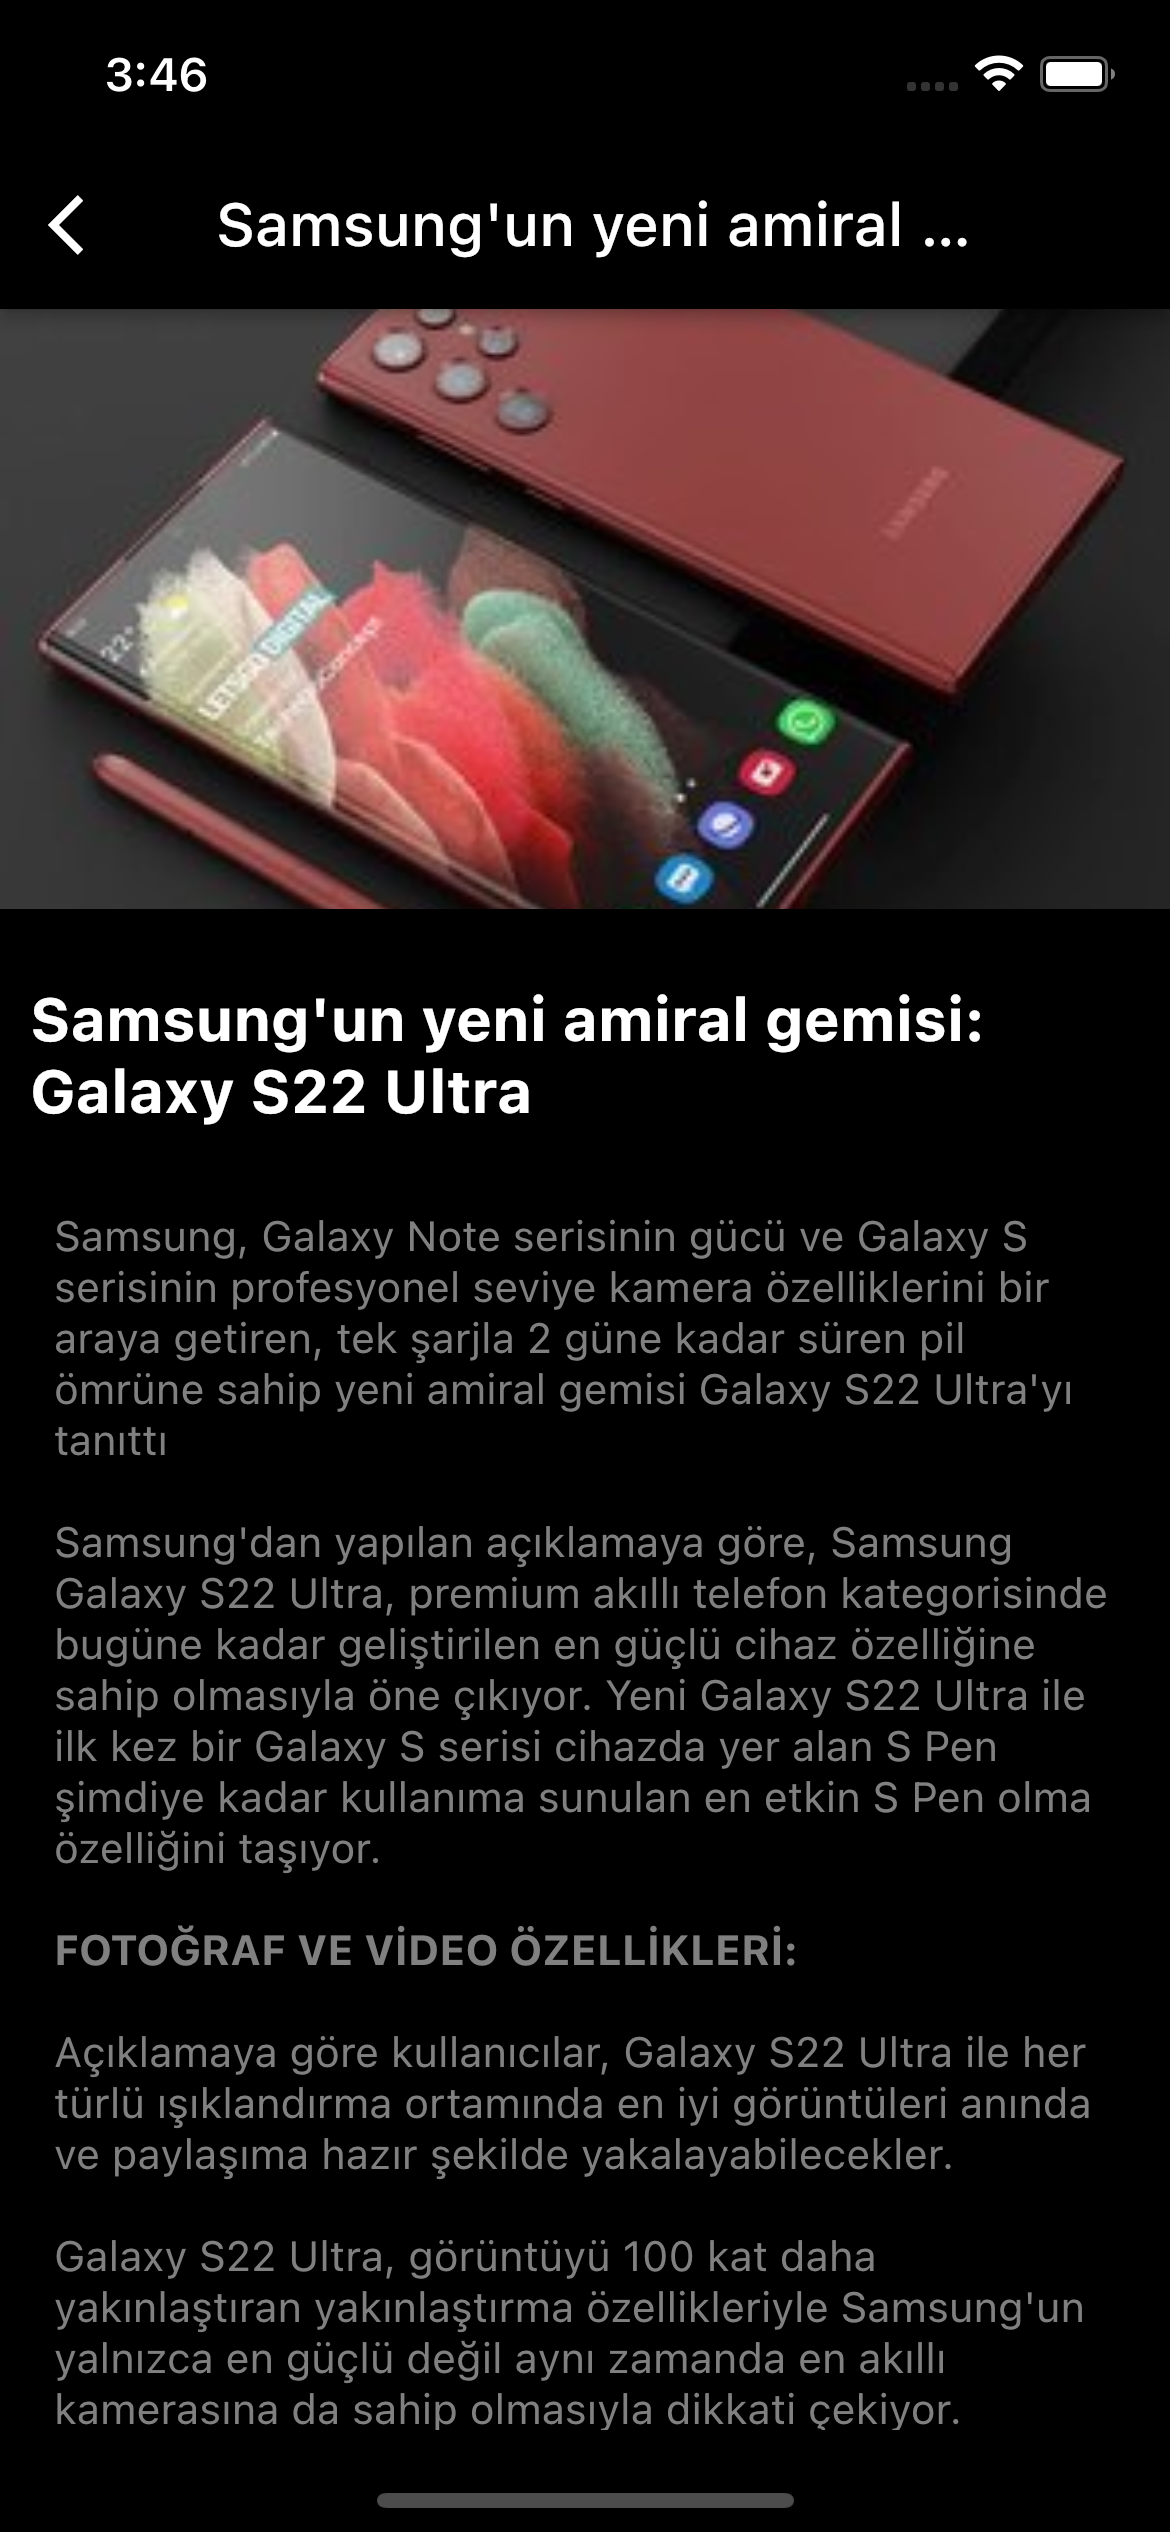 3:46
Samsung'un yeni amiral ...
SAMSUNG
22°
LETSGO DIGITAL
Samsung'un yeni amiral gemisi:
Galaxy S22 Ultra
Samsung, Galaxy Note serisinin gücü ve Galaxy S
serisinin profesyonel seviye kamera özelliklerini bir
araya getiren, tek şarjla 2 güne kadar süren pil
ömrüne sahip yeni amiral gemisi Galaxy S22 Ultra'yı
tanıttı
Samsung'dan yapılan açıklamaya göre, Samsung
Galaxy S22 Ultra, premium akıllı telefon kategorisinde
bugüne kadar geliştirilen en güçlü cihaz özelliğine
sahip olmasıyla öne çıkıyor. Yeni Galaxy S22 Ultra ile
ilk kez bir Galaxy S serisi cihazda yer alan S Pen
şimdiye kadar kullanıma sunulan en etkin S Pen olma
özelliğini taşıyor.
FOTOĞRAF VE VİDEO ÖZELLİKLERİ:
Açıklamaya göre kullanıcılar, Galaxy S22 Ultra ile her
türlü ışıklandırma ortamında en iyi görüntüleri anında
ve paylaşıma hazır şekilde yakalayabilecekler.
Galaxy S22 Ultra, görüntüyü 100 kat daha
yakınlaştıran yakınlaştırma özellikleriyle Samsung'un
yalnızca en güçlü değil aynı zamanda en akıllı
kamerasına da sahip olmasıyla dikkati çekiyor.